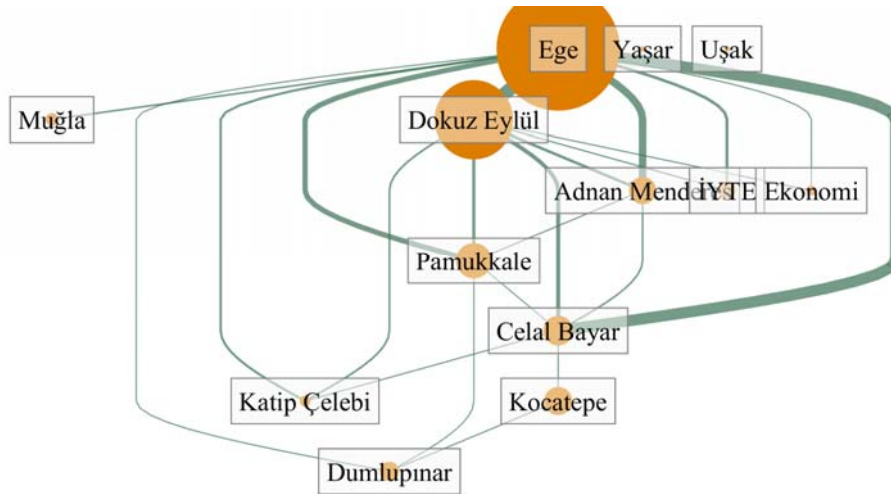 Ege
Yaşar
Uşak
Muğla
Dokuz Eylül
Adnan Menderes
İYTE
Ekonomi
Pamukkale
Celal Bayar
Katip Çelebi
Kocatepe
Dumlupınar